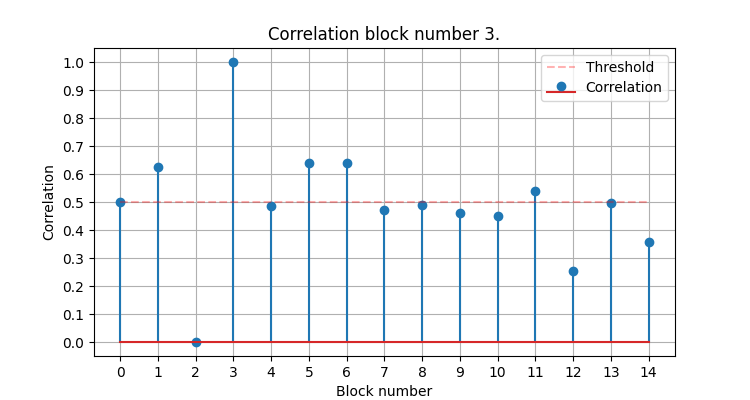 Correlation block number 3.
Threshold
Correlation
Correlation
1.0
0.9
0.8
0.7
0.6
0.5
0.4
0.3
0.2
0.1
0.0
0 1 2 3 4 5 6 7 8 9 10 11 12 13 14
Block number